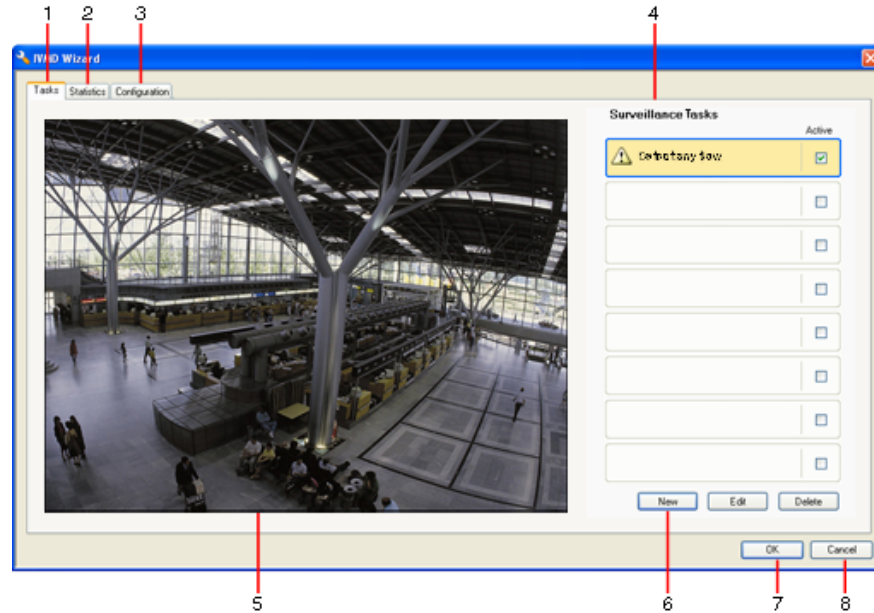 1 2 3 4
IVMD Wizard
Tasks Statistics Configuration
Surveillance Tasks
Active
New Edit Delete
OK Cancel
5 6 7 8